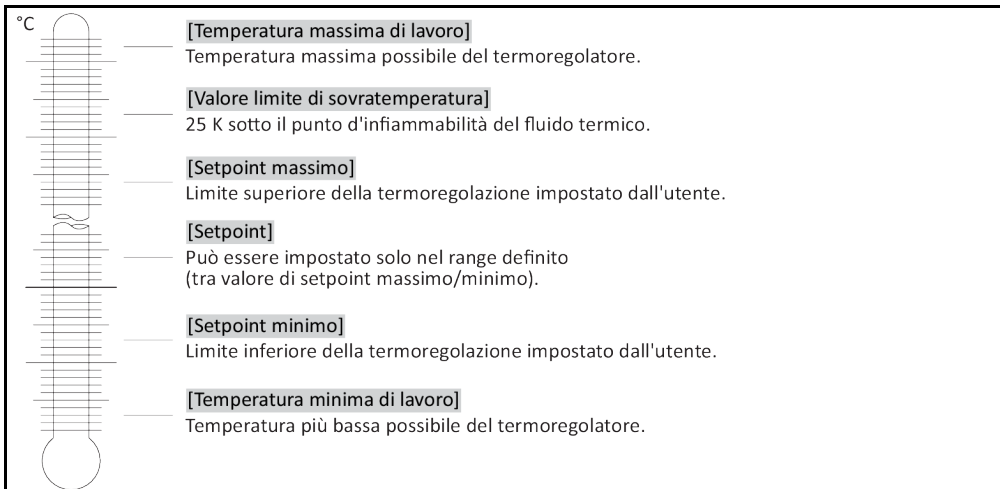 °C
[Temperatura massima di lavoro]
Temperatura massima possibile del termoregolatore.
[Valore limite di sovratemperatura]
25 K sotto il punto d'infiammabilità del fluido termico.
[Setpoint massimo]
Limite superiore della termoregolazione impostato dall'utente.
[Setpoint]
Può essere impostato solo nel range definito
(tra valore di setpoint massimo/minimo).
[Setpoint minimo]
Limite inferiore della termoregolazione impostato dall'utente.
[Temperatura minima di lavoro]
Temperatura più bassa possibile del termoregolatore.